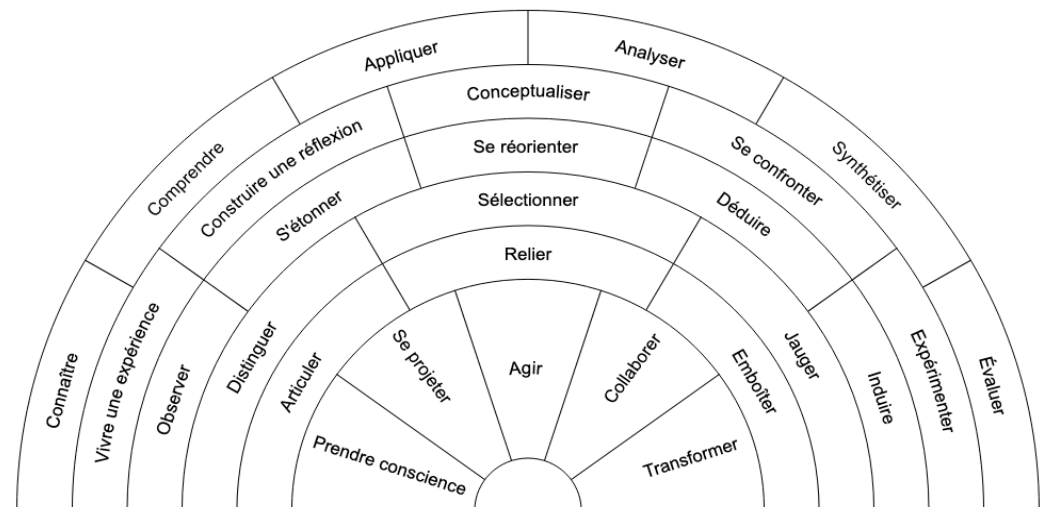 Connaître
Comprendre
Appliquer
Analyser
Synthétiser
Évaluer
Vivre une expérience
Construire une réflexion
Conceptualiser
Se confronter
Expérimenter
Observer
S'étonner
Se réorienter
Déduire
Induire
Distinguer
Sélectionner
Jauger
Articuler
Relier
Emboîter
Prendre conscience
Se projeter
Agir
Collaborer
Transformer